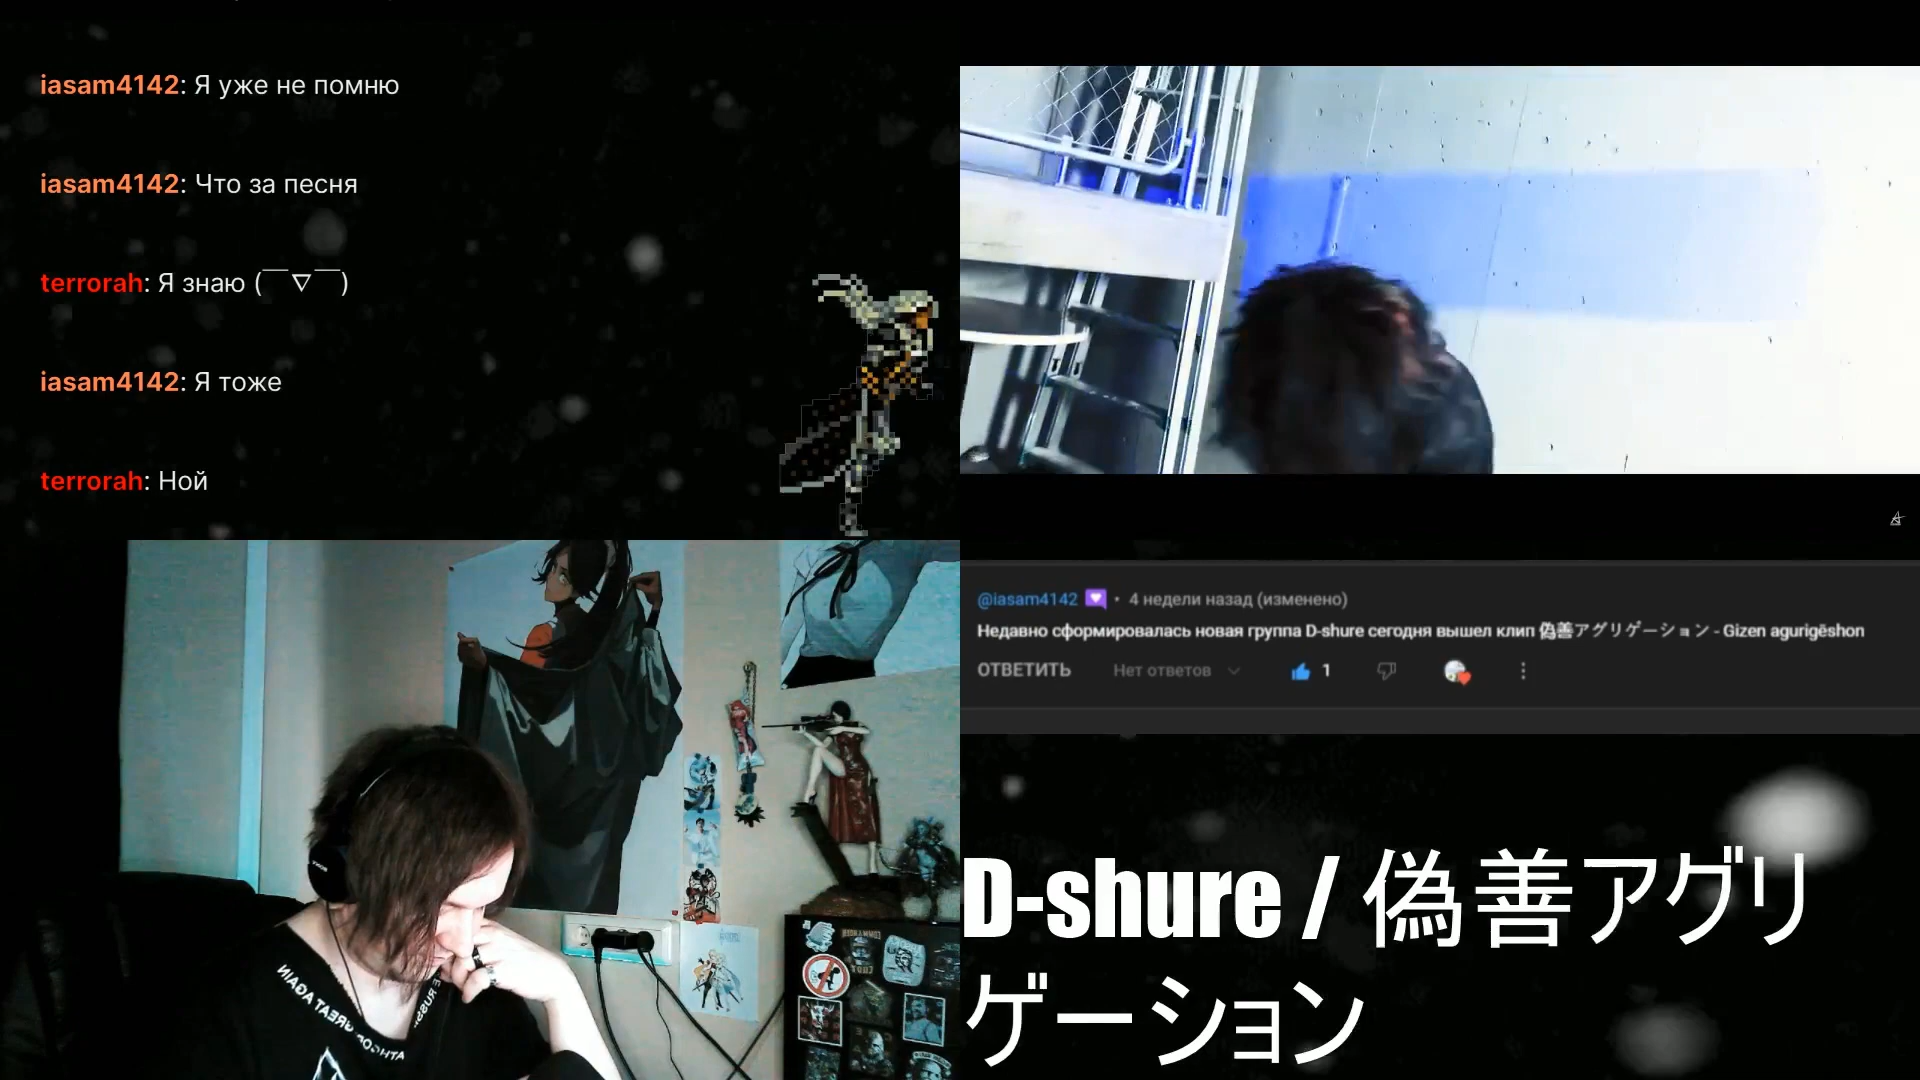 iasam4142: Я уже не помню
iasam4142: Что за песня
terrorah: Я знаю (￣▽￣)
iasam4142: Я тоже
terrorah: Ной
@iasam4142 • 4 недели назад (изменено)
Недавно сформировалась новая группа D-shure сегодня вышел клип 偽善アグリゲーション - Gizen agurigēshon
ОТВЕТИТЬ Нет ответов 1
D-shure / 偽善アグリ
ゲーション